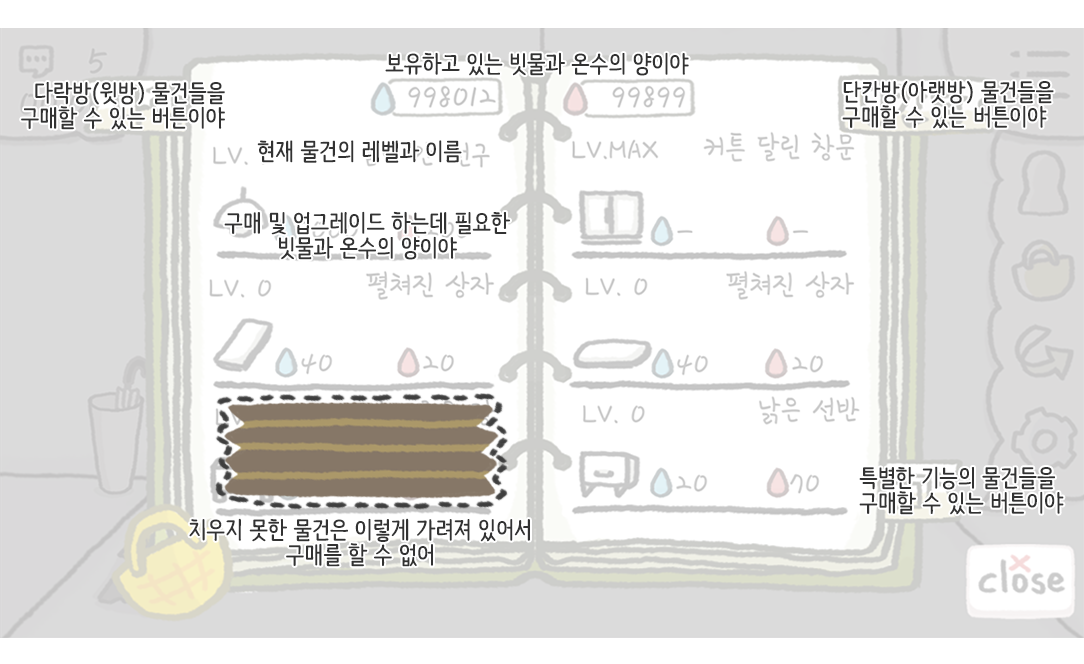 5
보유하고 있는 빗물과 온수의 양이야
다락방(윗방) 물건들을
구매할 수 있는 버튼이야
998012
99899
단칸방(아랫방) 물건들을
구매할 수 있는 버튼이야
LV.
현재 물건의 레벨과 이름
전구
LV.MAX
커튼 달린 창문
구매 및 업그레이드 하는데 필요한
빗물과 온수의 양이야
-
-
LV. 0
펼쳐진 상자
LV. 0
펼쳐진 상자
40
20
40
20
LV. 0
낡은 선반
20
70
특별한 기능의 물건들을
구매할 수 있는 버튼이야
치우지 못한 물건은 이렇게 가려져 있어서
구매를 할 수 없어
close